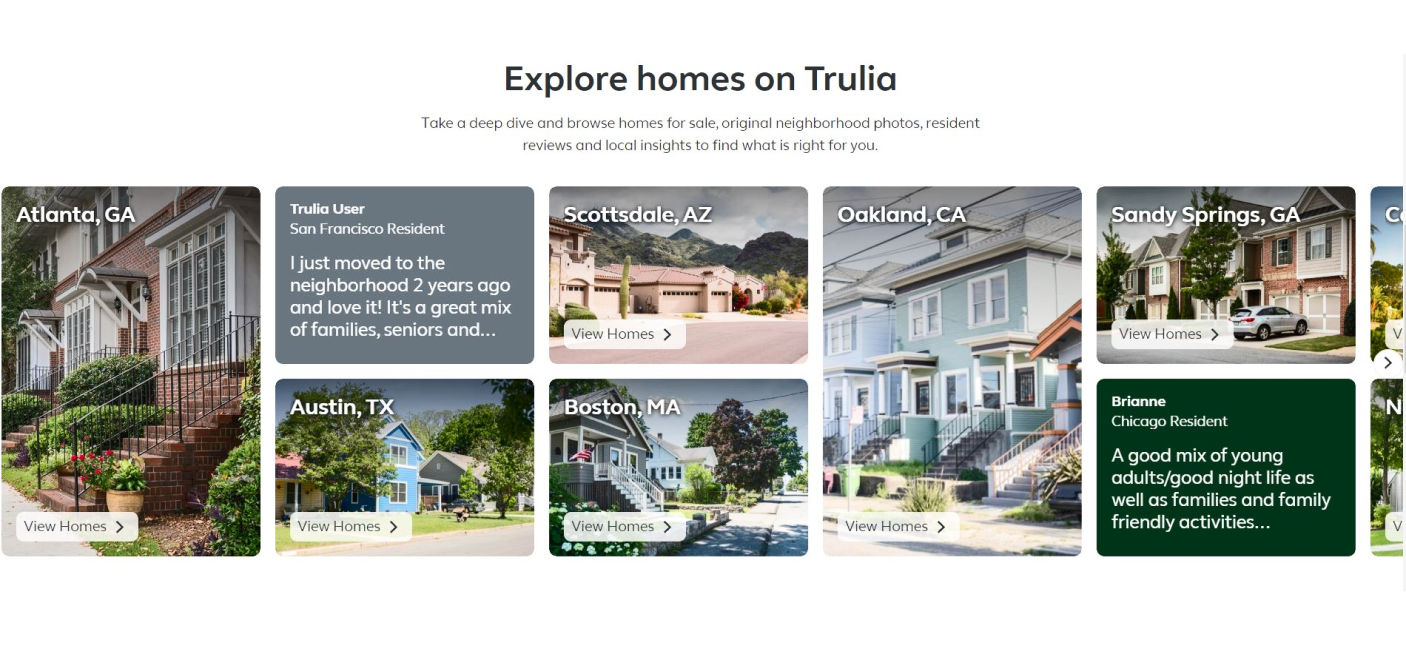 Explore homes on Trulia
Take a deep dive and browse homes for sale, original neighborhood photos, resident
reviews and local insights to find what is right for you.
Atlanta, GA
View Homes
Trulia User
San Francisco Resident
I just moved to the
neighborhood 2 years ago
and love it! It's a great mix
of families, seniors and...
Austin, TX
View Homes
Scottsdale, AZ
View Homes
Boston, MA
View Homes
Oakland, CA
View Homes
Sandy Springs, GA
View Homes
Brianne
Chicago Resident
A good mix of young
adults/good night life as
well as families and family
friendly activities...